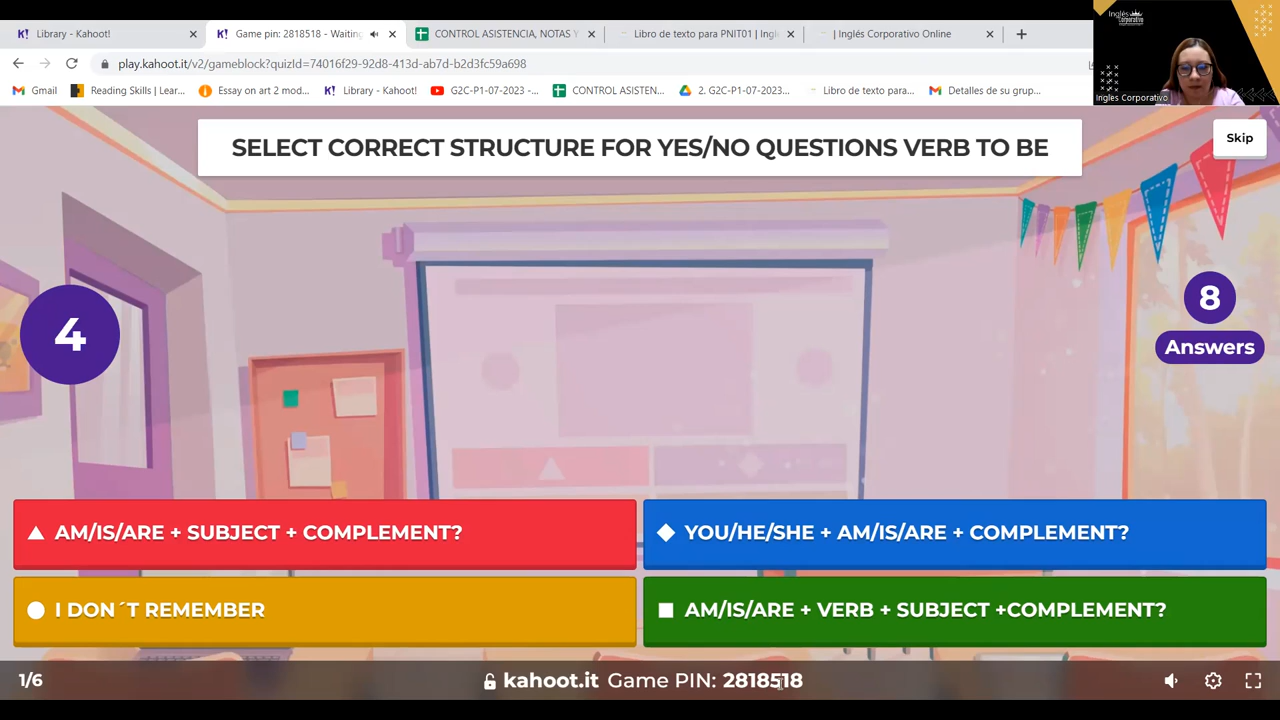 Library - Kahoot!
Game pin: 2818518 - Waiting
CONTROL ASISTENCIA, NOTAS Y
Libro de texto para PNIT01 | Inglé
| Inglés Corporativo Online
play.kahoot.it/v2/gameblock?quizId=74016f29-92d8-413d-ab7d-b2d3fc59a698
Gmail
Reading Skills | Lear...
Essay on art 2 mod...
Library - Kahoot!
G2C-P1-07-2023 -...
CONTROL ASISTEN...
2. G2C-P1-07-2023...
Libro de texto para...
Detalles de su grup...
Inglés
Corporativo
Ingles Corporativo
SELECT CORRECT STRUCTURE FOR YES/NO QUESTIONS VERB TO BE
Skip
4
8
Answers
AM/IS/ARE + SUBJECT + COMPLEMENT?
YOU/HE/SHE + AM/IS/ARE + COMPLEMENT?
I DON´T REMEMBER
AM/IS/ARE + VERB + SUBJECT +COMPLEMENT?
1/6
kahoot.it Game PIN: 2818518